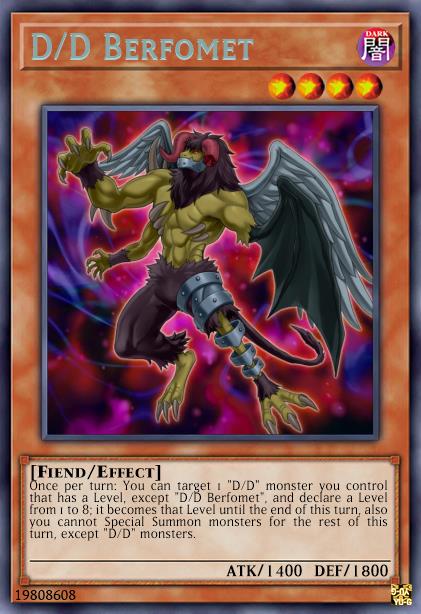 D/D Berfomet
DARK
闇
[Fiend/Effect]
Once per turn: You can target 1 "D/D" monster you control
that has a Level, except "D/D Berfomet", and declare a Level
from 1 to 8; it becomes that Level until the end of this turn, also
you cannot Special Summon monsters for the rest of this
turn, except "D/D" monsters.
ATK/1400 DEF/1800
19808608